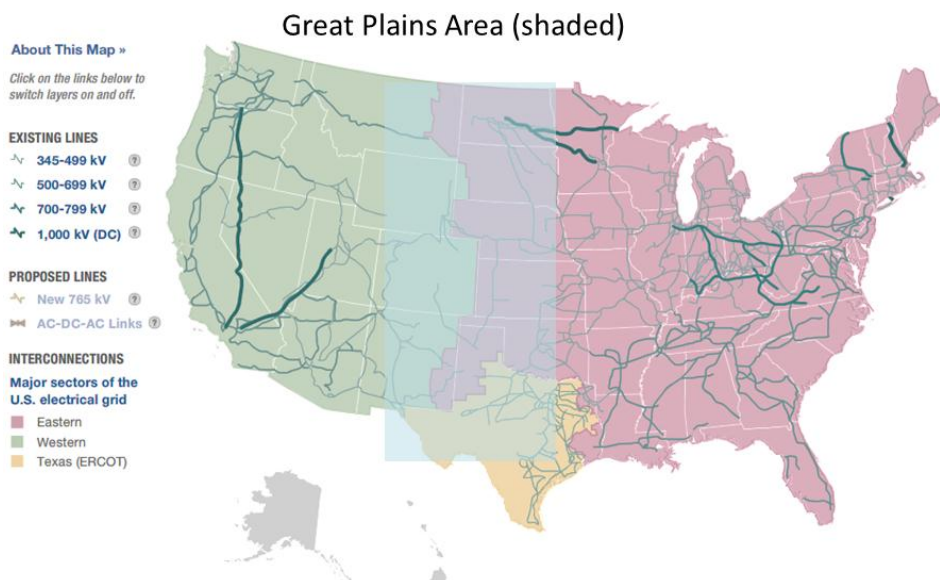 Great Plains Area (shaded)
About This Map »
Click on the links below to
switch layers on and off.
EXISTING LINES
345-499 kV ?
500-699 kV ?
700-799 kV ?
1,000 kV (DC) ?
PROPOSED LINES
New 765 kV ?
AC-DC-AC Links ?
INTERCONNECTIONS
Major sectors of the
U.S. electrical grid
Eastern
Western
Texas (ERCOT)